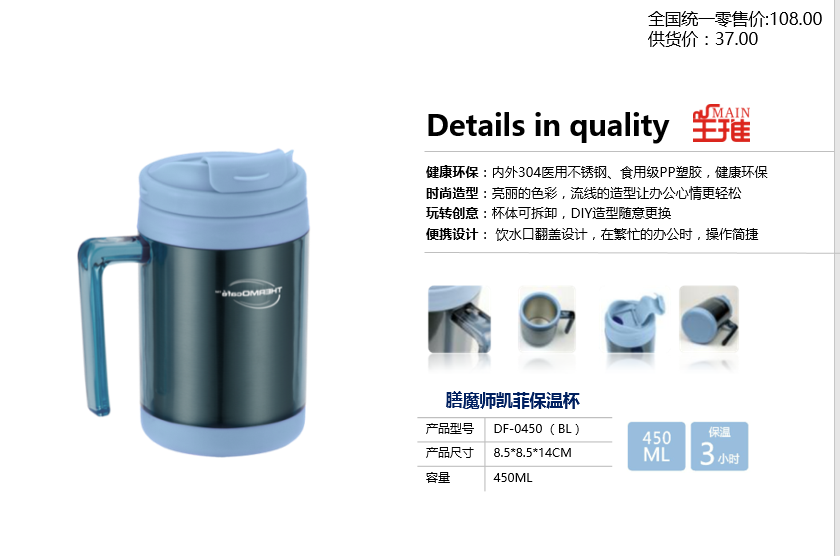 全国统一零售价:108.00
供货价：37.00
Details in quality
MAIN
主推
健康环保：内外304医用不锈钢、食用级PP塑胶，健康环保
时尚造型：亮丽的色彩，流线的造型让办公心情更轻松
玩转创意：杯体可拆卸，DIY造型随意更换
便携设计： 饮水口翻盖设计，在繁忙的办公时，操作简捷
THERMOcafé™
膳魔师凯菲保温杯
产品型号 DF-0450 （BL）
产品尺寸 8.5*8.5*14CM
容量 450ML
450
ML
保温
3小时